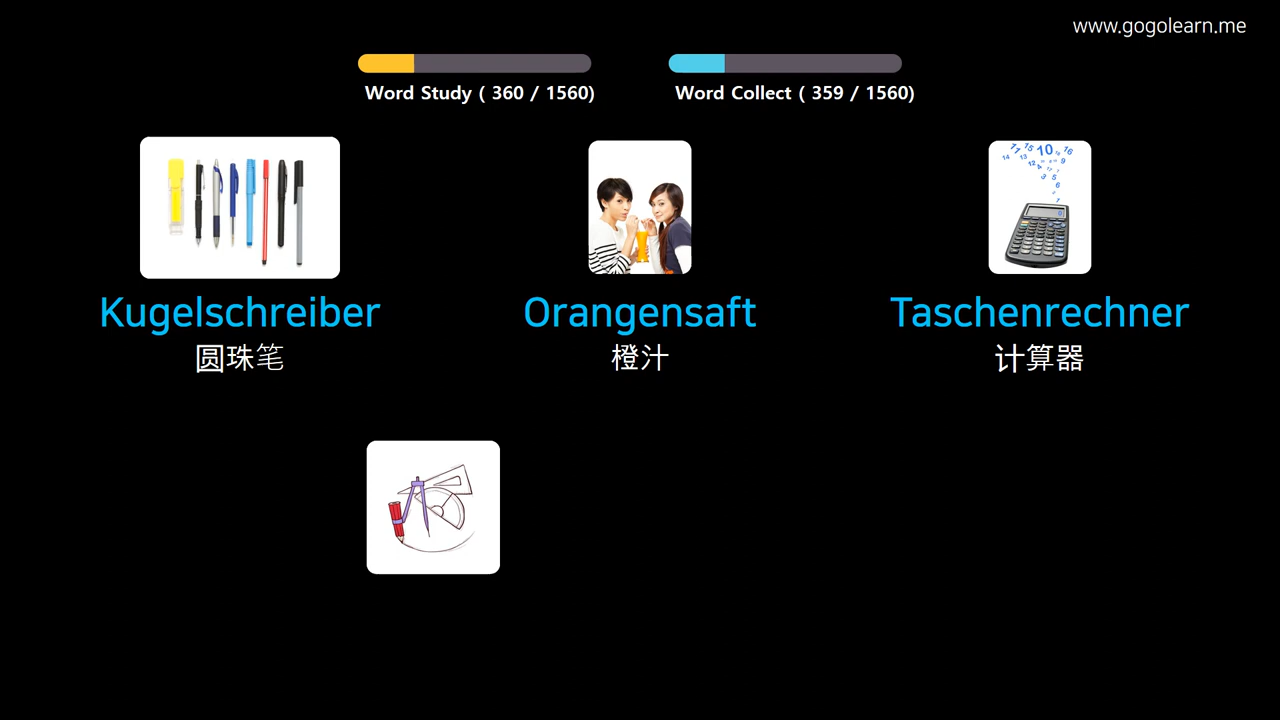 www.gogolearn.me
Word Study ( 360 / 1560)
Word Collect ( 359 / 1560)
Kugelschreiber
圆珠笔
Orangensaft
橙汁
Taschenrechner
计算器